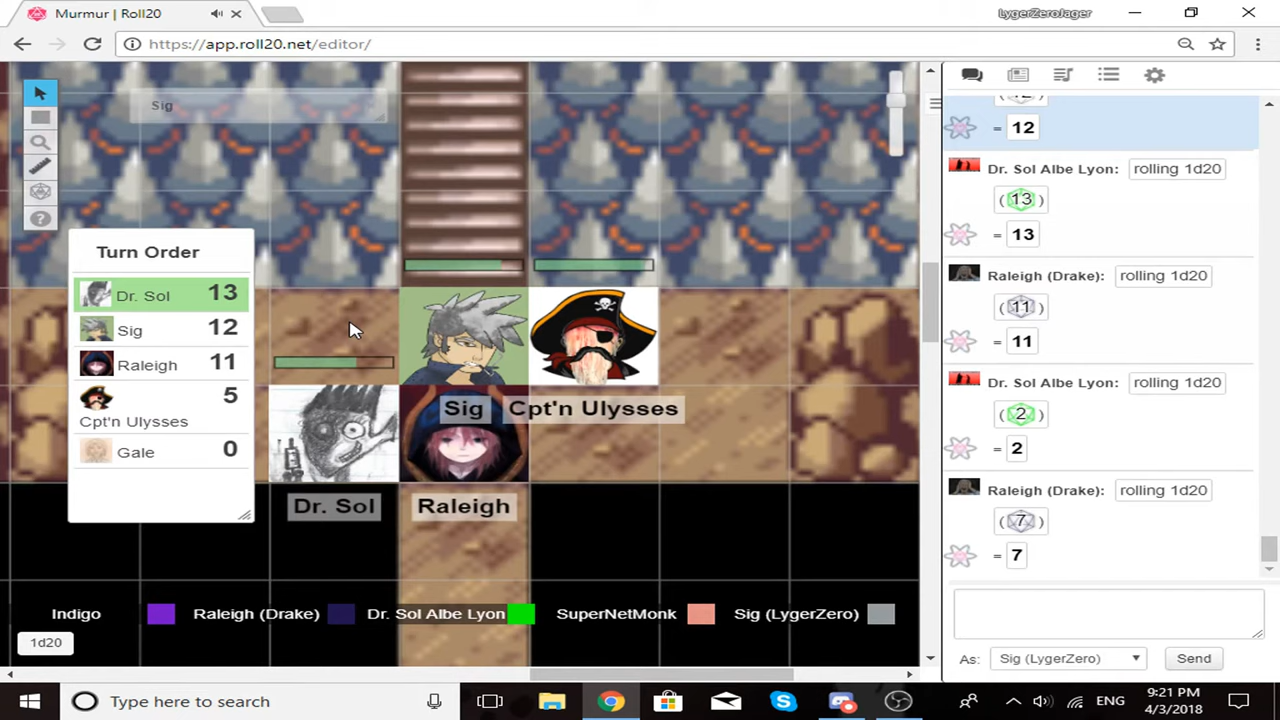 Murmur | Roll20
LygerZeroJager
https://app.roll20.net/editor/
Sig
= 12
Dr. Sol Albe Lyon: rolling 1d20
(13)
= 13
Raleigh (Drake): rolling 1d20
(11)
= 11
Dr. Sol Albe Lyon: rolling 1d20
(2)
= 2
Raleigh (Drake): rolling 1d20
(7)
= 7
Turn Order
Dr. Sol 13
Sig 12
Raleigh 11
5
Cpt'n Ulysses
Gale 0
Sig Cpt'n Ulysses
Dr. Sol Raleigh
Indigo Raleigh (Drake) Dr. Sol Albe Lyon SuperNetMonk Sig (LygerZero)
1d20
As: Sig (LygerZero) Send
Type here to search
ENG
9:21 PM
4/3/2018